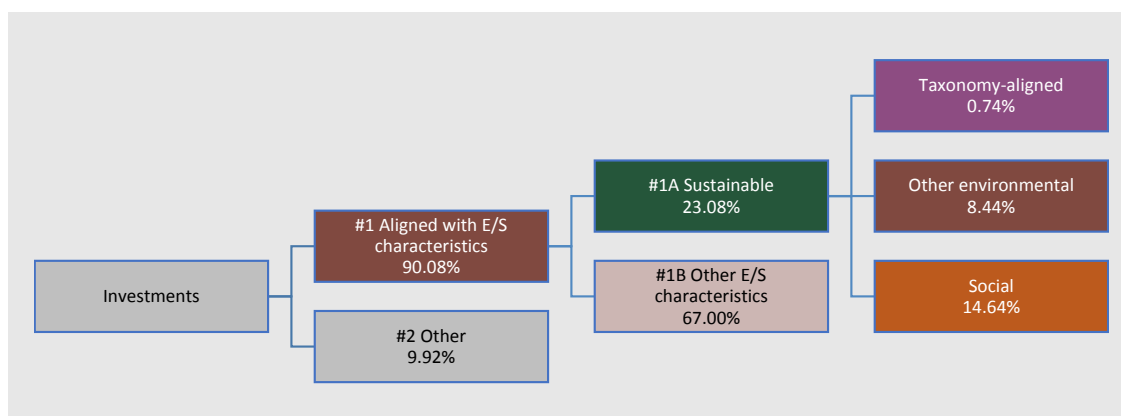 Investments
#1 Aligned with E/S
characteristics
90.08%
#2 Other
9.92%
#1A Sustainable
23.08%
#1B Other E/S
characteristics
67.00%
Taxonomy-aligned
0.74%
Other environmental
8.44%
Social
14.64%